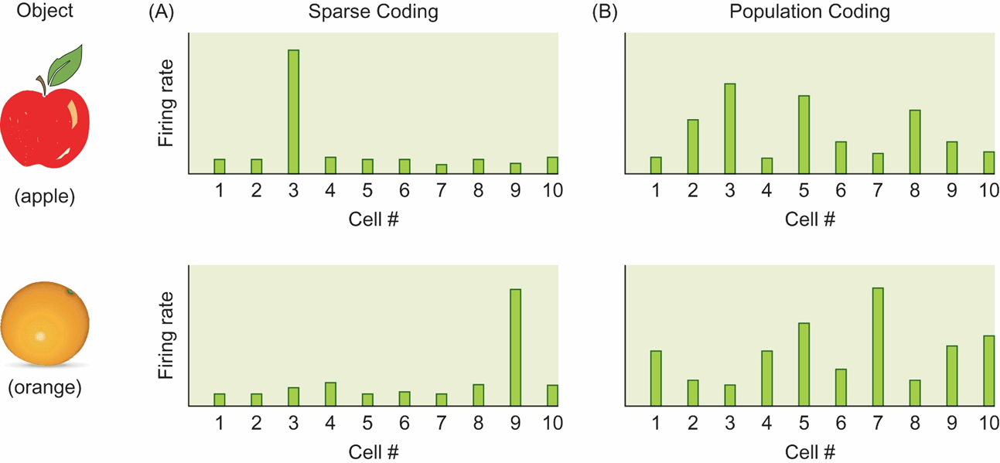 Object
(A) Sparse Coding
(B) Population Coding
(apple)
Firing rate
1 2 3 4 5 6 7 8 9 10
Cell #
1 2 3 4 5 6 7 8 9 10
Cell #
(orange)
Firing rate
1 2 3 4 5 6 7 8 9 10
Cell #
1 2 3 4 5 6 7 8 9 10
Cell #